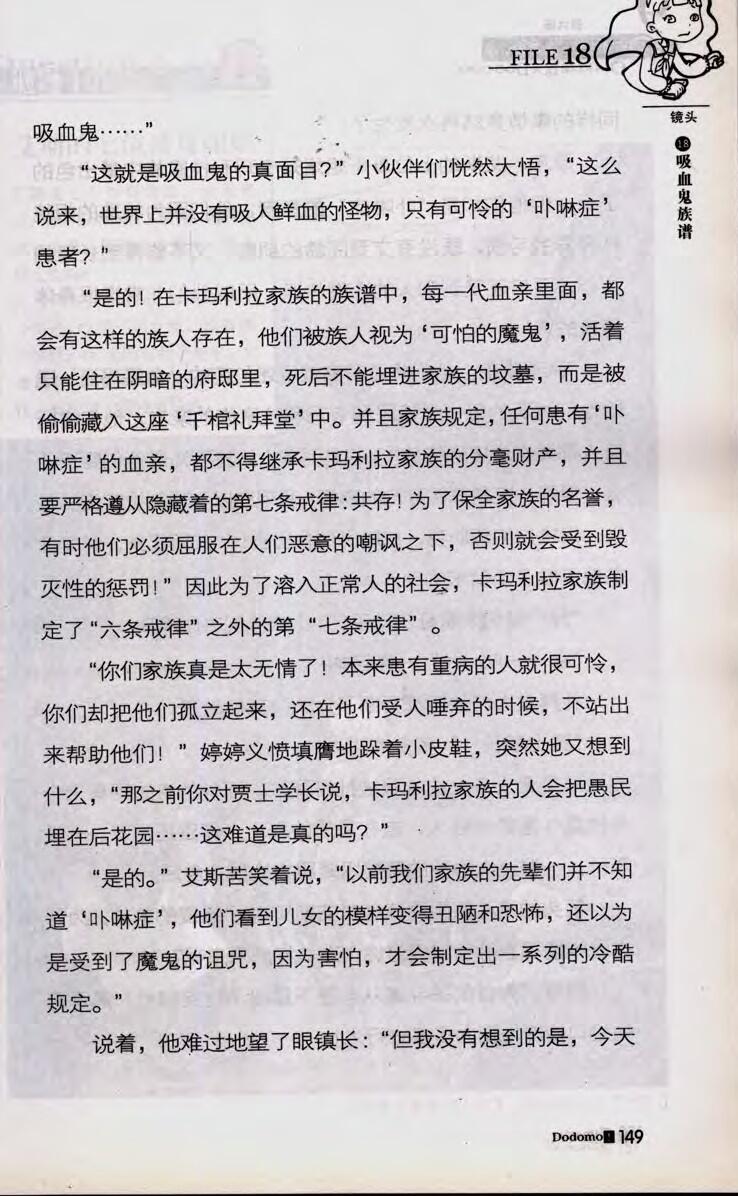 FILE18
镜头
⑱吸血鬼族谱
吸血鬼……”
“这就是吸血鬼的真面目？”小伙伴们恍然大悟，“这么
说来，世界上并没有吸人鲜血的怪物，只有可怜的‘卟啉症’
患者？”
“是的！在卡玛利拉家族的族谱中，每一代血亲里面，都
会有这样的族人存在，他们被族人视为‘可怕的魔鬼’，活着
只能住在阴暗的府邸里，死后不能埋进家族的坟墓，而是被
偷偷藏入这座‘千棺礼拜堂’中。并且家族规定，任何患有‘卟
啉症’的血亲，都不得继承卡玛利拉家族的分毫财产，并且
要严格遵从隐藏着的第七条戒律：共存！为了保全家族的名誉，
有时他们必须屈服在人们恶意的嘲讽之下，否则就会受到毁
灭性的惩罚！”因此为了溶入正常人的社会，卡玛利拉家族制
定了“六条戒律”之外的第“七条戒律”。
“你们家族真是太无情了！本来患有重病的人就很可怜，
你们却把他们孤立起来，还在他们受人唾弃的时候，不站出
来帮助他们！”婷婷义愤填膺地跺着小皮鞋，突然她又想到
什么，“那之前你对贾士学长说，卡玛利拉家族的人会把愚民
埋在后花园……这难道是真的吗？”
“是的。”艾斯苦笑着说，“以前我们家族的先辈们并不知
道‘卟啉症’，他们看到儿女的模样变得丑陋和恐怖，还以为
是受到了魔鬼的诅咒，因为害怕，才会制定出一系列的冷酷
规定。”
说着，他难过地望了眼镇长：“但我没有想到的是，今天
Dodomo 149